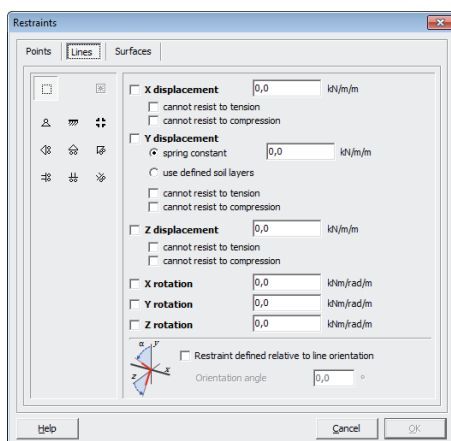 Restraints
Points Lines Surfaces
X displacement 0,0 kN/m/m
cannot resist to tension
cannot resist to compression
Y displacement
spring constant 0,0 kN/m/m
use defined soil layers
cannot resist to tension
cannot resist to compression
Z displacement 0,0 kN/m/m
cannot resist to tension
cannot resist to compression
X rotation 0,0 kNm/rad/m
Y rotation 0,0 kNm/rad/m
Z rotation 0,0 kNm/rad/m
α y
x
z
Restraint defined relative to line orientation
Orientation angle 0,0 °
Help Cancel OK